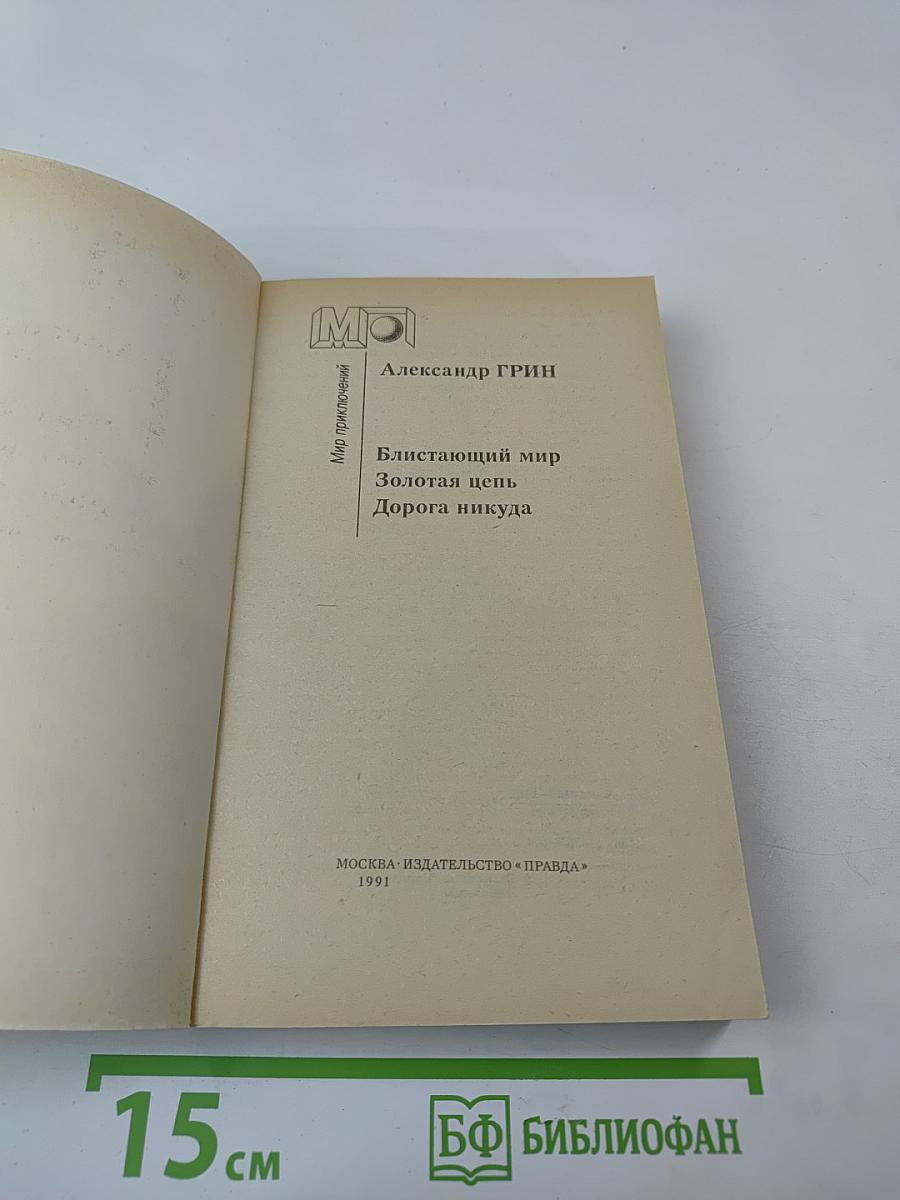 МП
Мир приключений
Александр ГРИН
Блистающий мир
Золотая цепь
Дорога никуда
МОСКВА · ИЗДАТЕЛЬСТВО «ПРАВДА»
1991
15 см
БФ БИБЛИОФАН